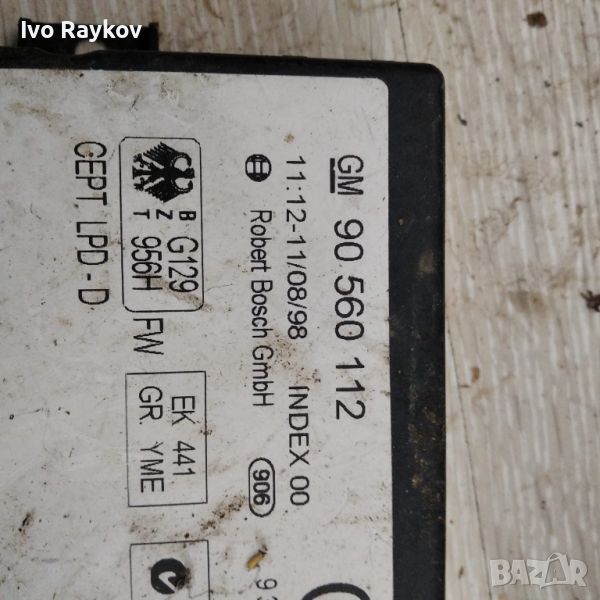 Ivo Raykov
GM 90 560 112
11:12-11/08/98 INDEX 00
Robert Bosch GmbH 906
B Z T G129 956H FW
EK 441
GR. YME
CEPT. LPD - D
BAZAR